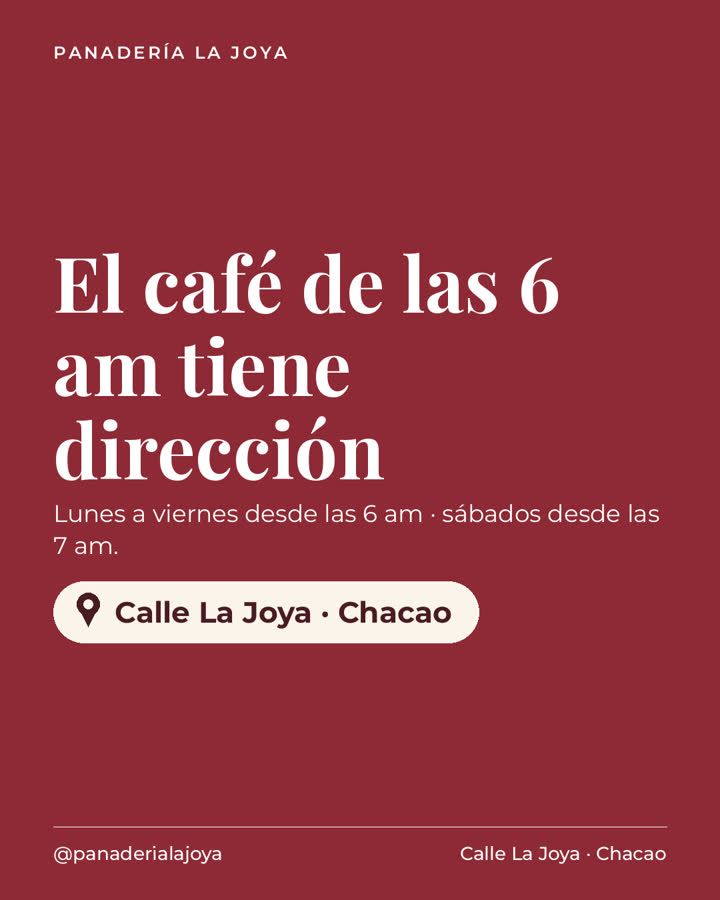 PANADERÍA LA JOYA
El café de las 6
am tiene
dirección
Lunes a viernes desde las 6 am · sábados desde las
7 am.
Calle La Joya · Chacao
@panaderialajoya
Calle La Joya · Chacao